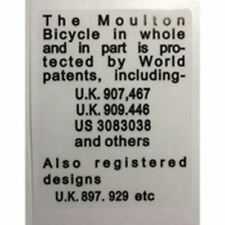 The Moulton
Bicycle in whole
and in part is pro-
tected by World
patents, including-
U.K. 907,467
U.K. 909.446
US 3083038
and others
Also registered
designs
U.K. 897. 929 etc